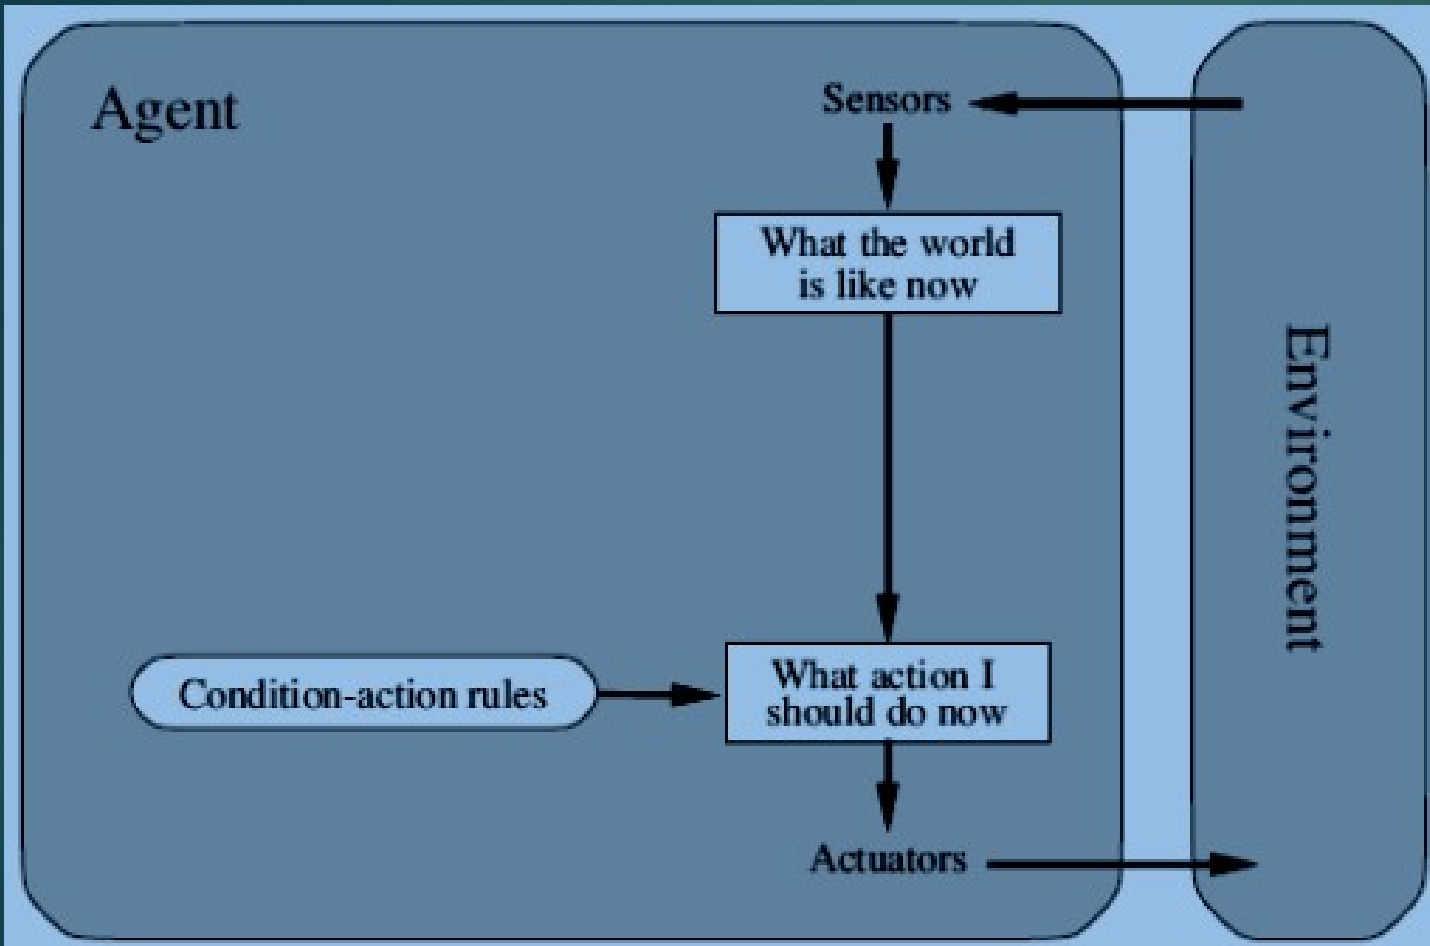 Agent
Sensors
What the world
is like now
Environment
Condition-action rules
What action I
should do now
Actuators